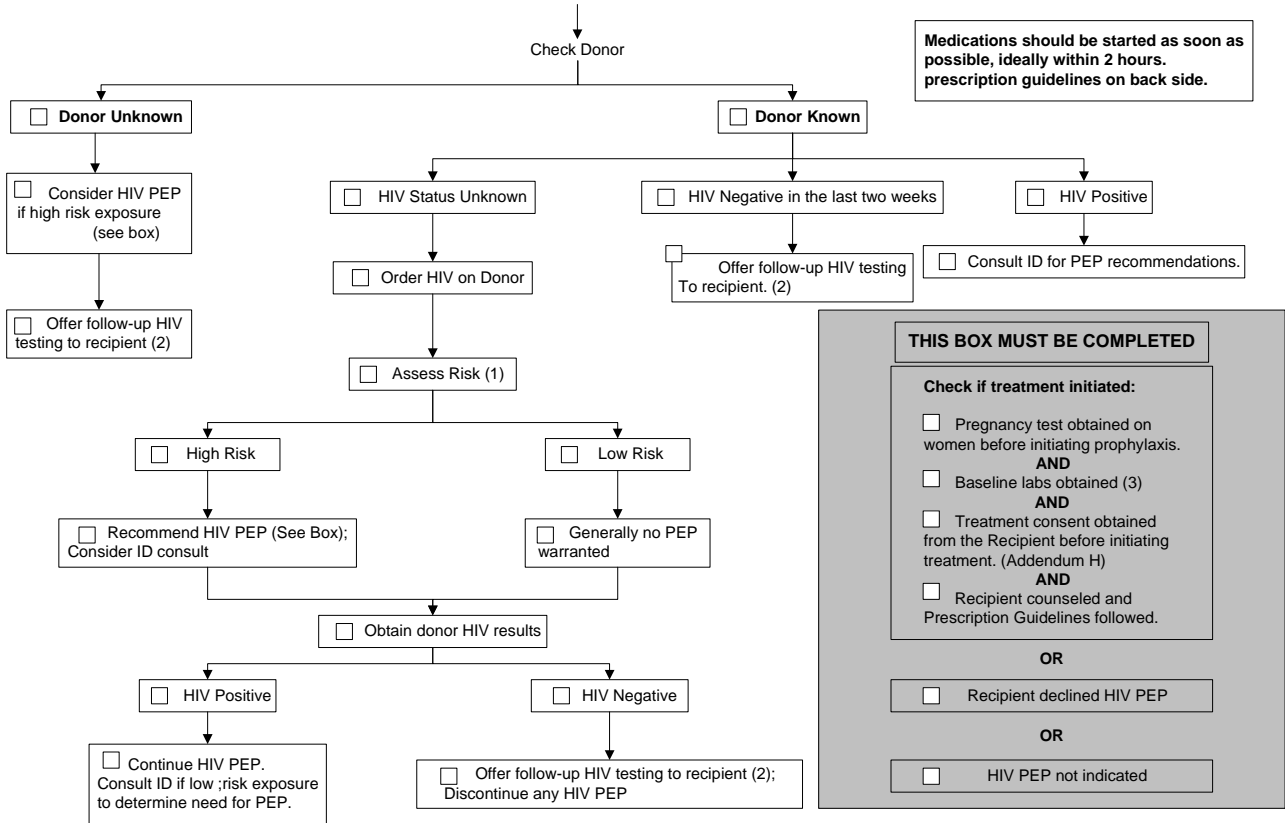 Check Donor
Medications should be started as soon as
possible, ideally within 2 hours.
prescription guidelines on back side.
Donor Unknown
Donor Known
Consider HIV PEP
if high risk exposure
(see box)
HIV Status Unknown
HIV Negative in the last two weeks
HIV Positive
Order HIV on Donor
Offer follow-up HIV testing
To recipient. (2)
Consult ID for PEP recommendations.
Offer follow-up HIV
testing to recipient (2)
Assess Risk (1)
High Risk
Low Risk
Recommend HIV PEP (See Box);
Consider ID consult
Generally no PEP
warranted
Obtain donor HIV results
HIV Positive
HIV Negative
Continue HIV PEP.
Consult ID if low ;risk exposure
to determine need for PEP.
Offer follow-up HIV testing to recipient (2);
Discontinue any HIV PEP
THIS BOX MUST BE COMPLETED
Check if treatment initiated:
Pregnancy test obtained on
women before initiating prophylaxis.
AND
Baseline labs obtained (3)
AND
Treatment consent obtained
from the Recipient before initiating
treatment. (Addendum H)
AND
Recipient counseled and
Prescription Guidelines followed.
OR
Recipient declined HIV PEP
OR
HIV PEP not indicated